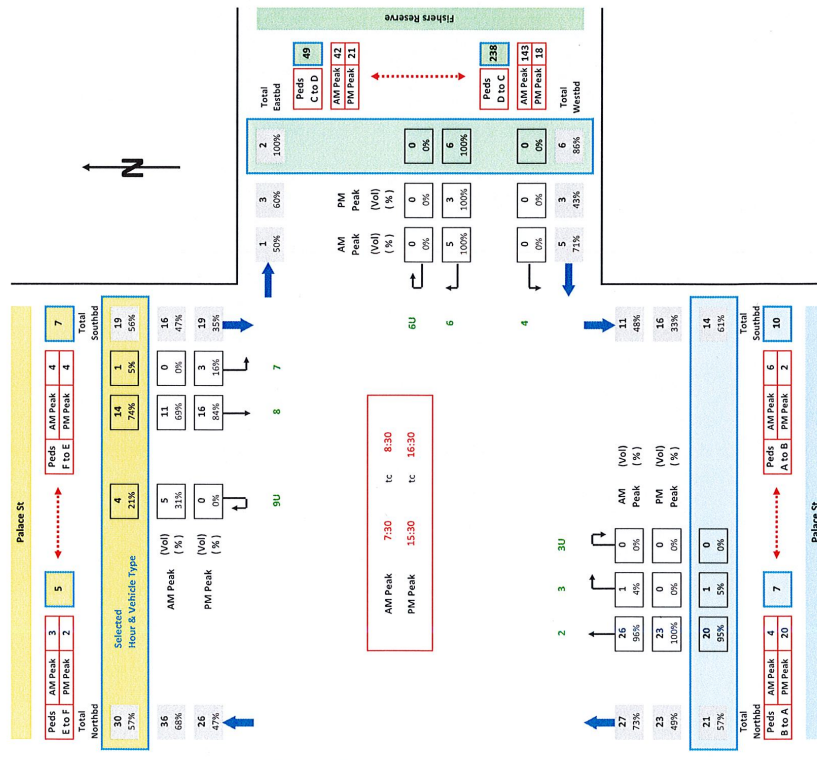 Fishers Reserve
Peds C to D 49
AM Peak 42
PM Peak 21
Peds D to C 238
AM Peak 143
PM Peak 18
Total Eastbd
2 100%
3 60%
1 50%
Total Westbd
6 86%
3 43%
5 71%
PM Peak (Vol) (%)
AM Peak (Vol) (%)
0 0%
6 100%
0 0%
0 0%
3 100%
0 0%
0 0%
5 100%
0 0%
6U
6
4
N
Palace St
Peds F to E
AM Peak 4
PM Peak 4
7
Peds E to F
AM Peak 3
PM Peak 2
5
Total Southbd
19 56%
16 47%
19 35%
Selected Hour & Vehicle Type
4 21%
14 74%
1 5%
AM Peak (Vol) (%)
5 31%
11 69%
0 0%
PM Peak (Vol) (%)
0 0%
16 84%
3 16%
9U
8
7
Total Northbd
30 57%
36 68%
26 47%
AM Peak 7:30 tc 8:30
PM Peak 15:30 tc 16:30
2
3
3U
AM Peak (Vol) (%)
26 96%
1 4%
0 0%
PM Peak (Vol) (%)
23 100%
0 0%
0 0%
20 95%
1 5%
0 0%
11 48%
16 33%
14 61%
Total Southbd
27 73%
23 49%
21 57%
Total Northbd
Peds A to B
AM Peak 6
PM Peak 2
10
Peds B to A
AM Peak 4
PM Peak 20
7
Palace St